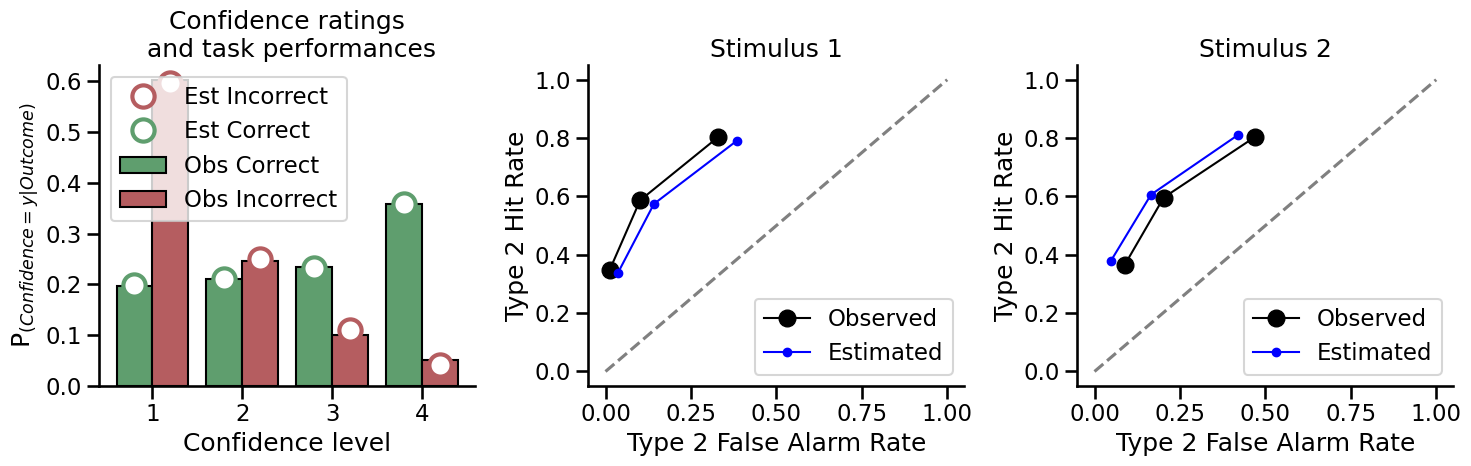 Confidence ratings
and task performances
P(Confidence=y|Outcome)
0.6
0.5
0.4
0.3
0.2
0.1
0.0
Est Incorrect
Est Correct
Obs Correct
Obs Incorrect
1 2 3 4
Confidence level
Stimulus 1
Type 2 Hit Rate
1.0
0.8
0.6
0.4
0.2
0.0
Observed
Estimated
0.00 0.25 0.50 0.75 1.00
Type 2 False Alarm Rate
Stimulus 2
Type 2 Hit Rate
1.0
0.8
0.6
0.4
0.2
0.0
Observed
Estimated
0.00 0.25 0.50 0.75 1.00
Type 2 False Alarm Rate